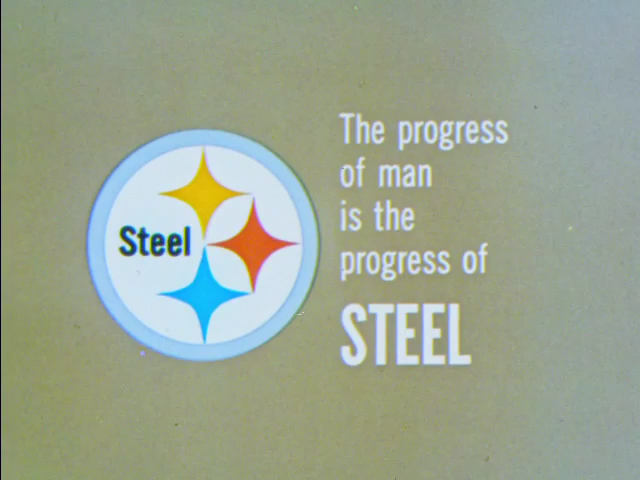 Steel
The progress
of man
is the
progress of
STEEL